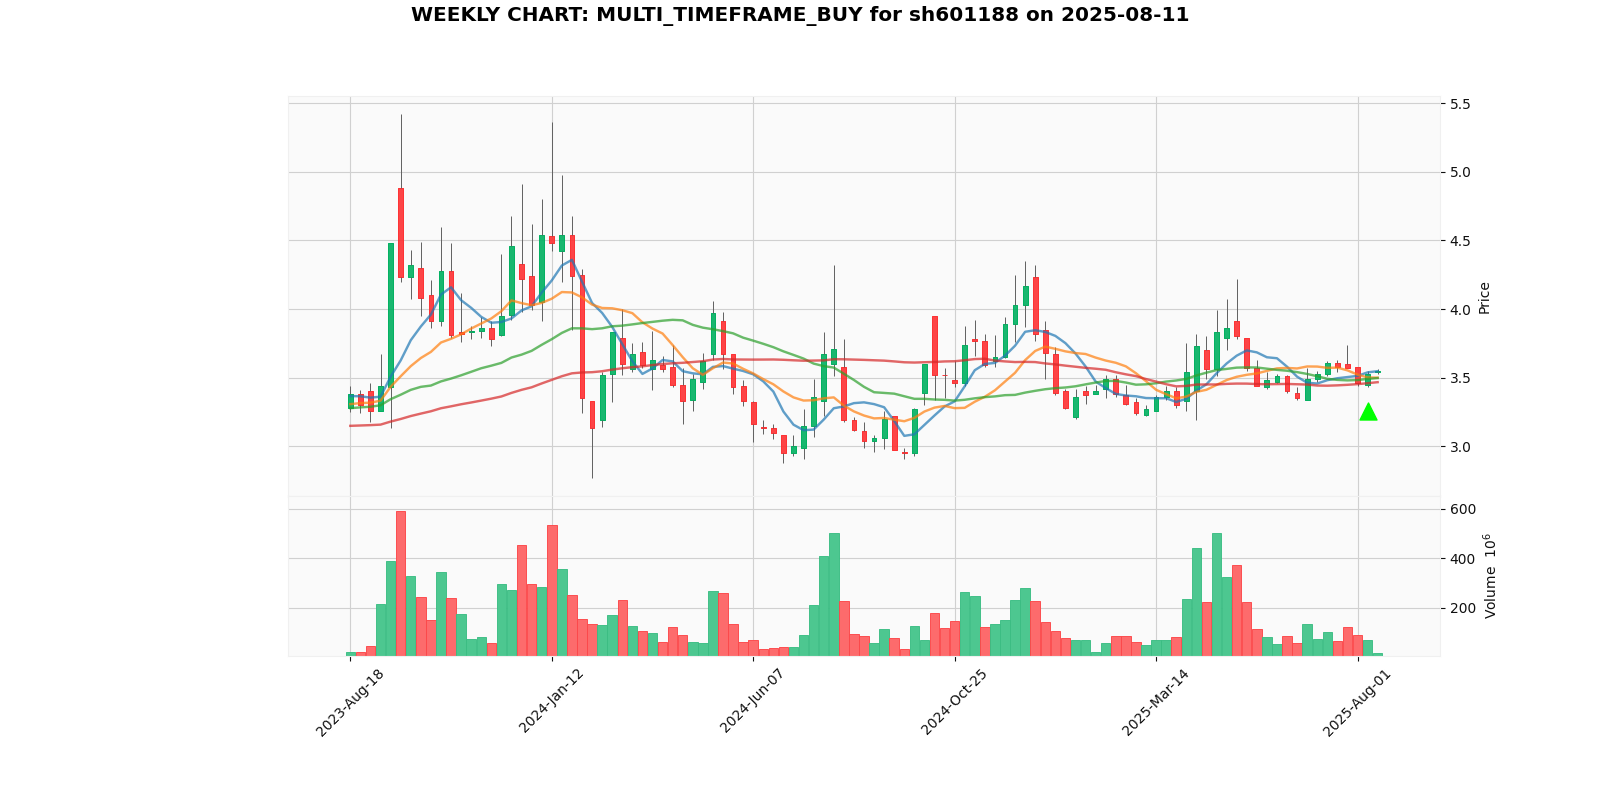 WEEKLY CHART: MULTI_TIMEFRAME_BUY for sh601188 on 2025-08-11
5.5
5.0
4.5
4.0
3.5
3.0
Price
600
400
200
Volume 10^6
2023-Aug-18
2024-Jan-12
2024-Jun-07
2024-Oct-25
2025-Mar-14
2025-Aug-01